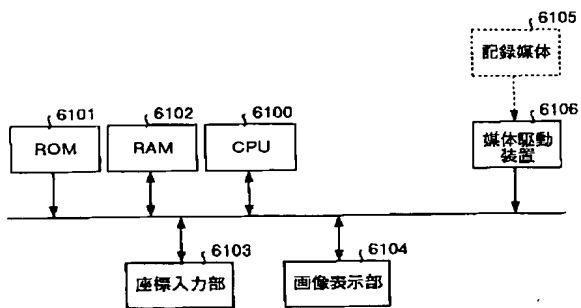 6105
記録媒体
6101
6102
6100
6106
ROM
RAM
CPU
媒体駆動
装置
6103
6104
座標入力部
画像表示部